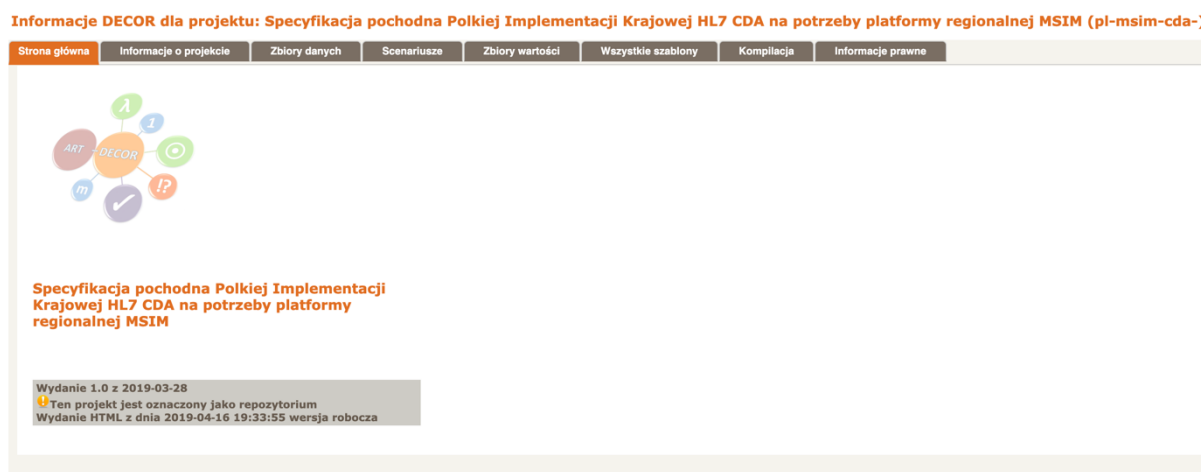 Informacje DECOR dla projektu: Specyfikacja pochodna Polkiej Implementacji Krajowej HL7 CDA na potrzeby platformy regionalnej MSIM (pl-msim-cda-)
Strona główna Informacje o projekcie Zbiory danych Scenariusze Zbiory wartości Wszystkie szablony Kompilacja Informacje prawne
λ
1
ART DECOR
m !?
Specyfikacja pochodna Polkiej Implementacji
Krajowej HL7 CDA na potrzeby platformy
regionalnej MSIM
Wydanie 1.0 z 2019-03-28
Ten projekt jest oznaczony jako repozytorium
Wydanie HTML z dnia 2019-04-16 19:33:55 wersja robocza